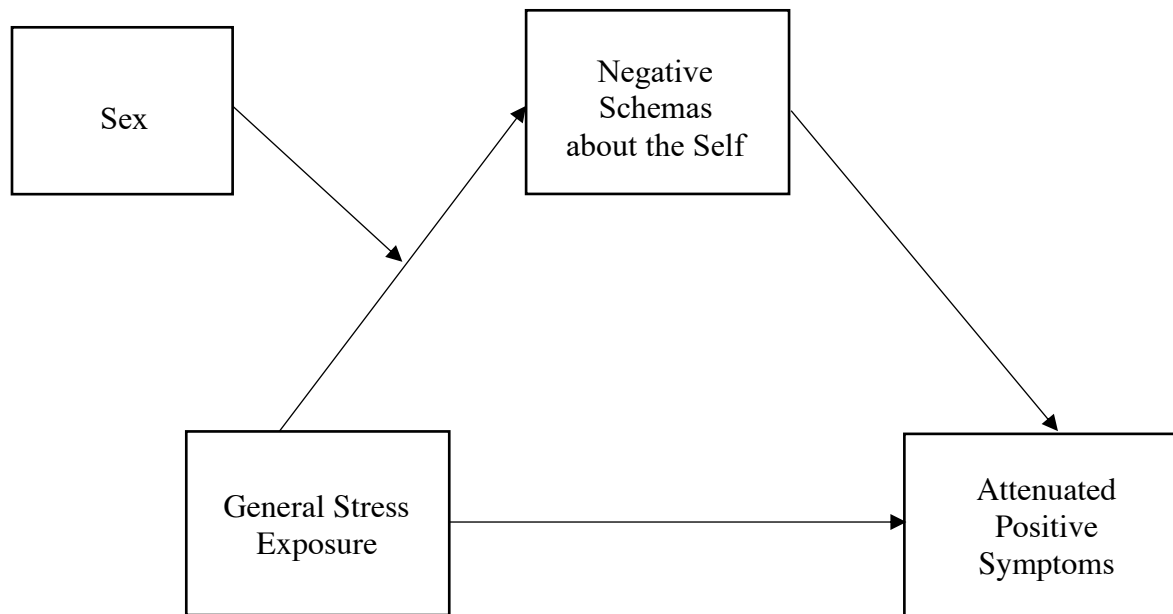 Sex
Negative
Schemas
about the Self
General Stress
Exposure
Attenuated
Positive
Symptoms